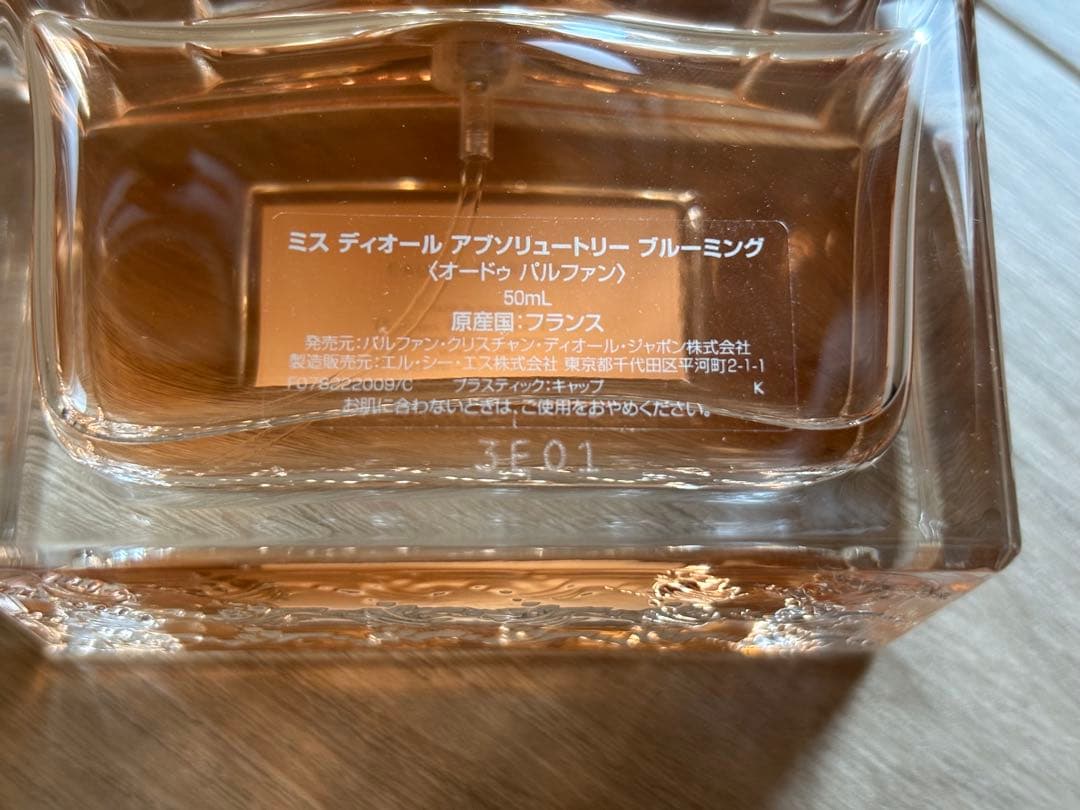 ミス ディオール アブソリュートリー ブルーミング
〈オードゥ パルファン〉
50mL
原産国：フランス
発売元：パルファン・クリスチャン・ディオール・ジャポン株式会社
製造販売元：エル・シー・エス株式会社 東京都千代田区平河町2-1-1
F078222009/C プラスティック：キャップ K
お肌に合わないときは、ご使用をおやめください。
3E01